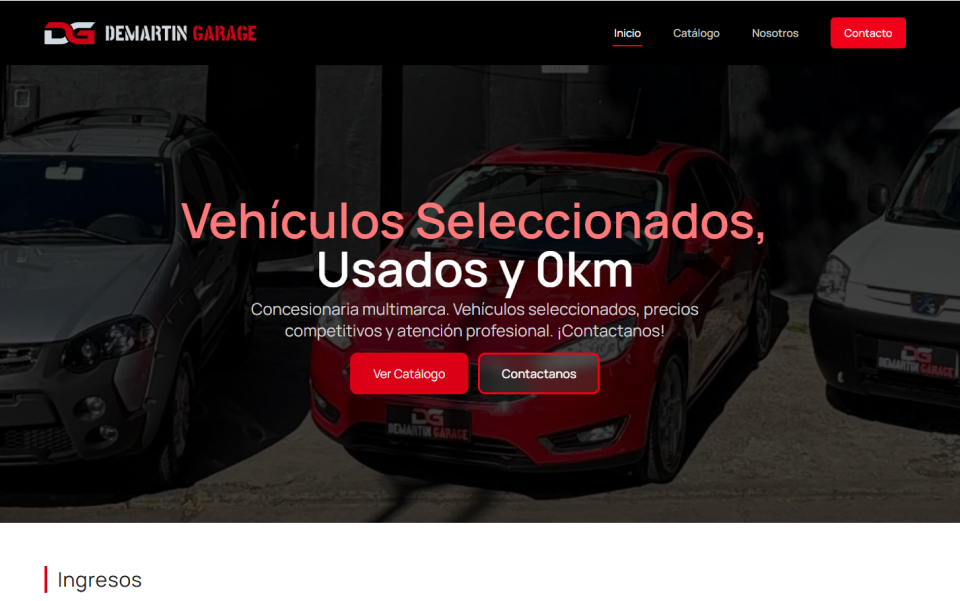 DG DEMARTIN GARAGE
Inicio
Catálogo
Nosotros
Contacto
Vehículos Seleccionados,
Usados y 0km
Concesionaria multimarca. Vehículos seleccionados, precios
competitivos y atención profesional. ¡Contactanos!
Ver Catálogo
Contactanos
DG
DEMARTIN GARAGE
DG
DEMARTIN GARAGE
Ingresos